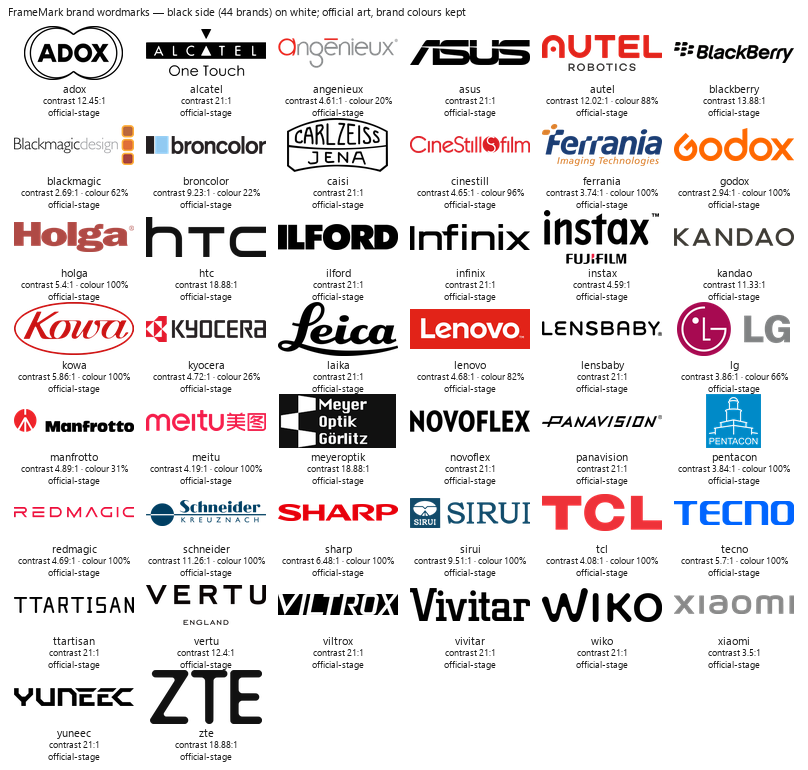 FrameMark brand wordmarks — black side (44 brands) on white; official art, brand colours kept
ADOX
ALCATEL
One Touch
angénieux®
ASUS
AUTEL
ROBOTICS
BlackBerry
adox
contrast 12.45:1
alcatel
contrast 21:1
official-stage
angenieux
contrast 4.61:1 · colour 20%
official-stage
asus
contrast 21:1
autel
contrast 12.02:1 · colour 88%
official-stage
blackberry
contrast 13.88:1
Blackmagicdesign
broncolor
CARL ZEISS
JENA
CineStill film
Ferrania
Imaging Technologies
Godox
blackmagic
contrast 2.69:1 · colour 62%
official-stage
broncolor
contrast 9.23:1 · colour 22%
official-stage
caisi
contrast 21:1
official-stage
cinestill
contrast 4.65:1 · colour 96%
official-stage
ferrania
contrast 3.74:1 · colour 100%
official-stage
godox
contrast 2.94:1 · colour 100%
official-stage
Holga®
hTC
ILFORD
Infinix
instax™
FUJIFILM
KANDAO
holga
contrast 5.4:1 · colour 100%
official-stage
htc
contrast 18.88:1
official-stage
ilford
contrast 21:1
official-stage
infinix
contrast 21:1
official-stage
instax
contrast 4.59:1
official-stage
kandao
contrast 11.33:1
official-stage
Kowa
KYOCERA
Leica
Lenovo
LENSBABY
LG
kowa
contrast 5.86:1 · colour 100%
official-stage
kyocera
contrast 4.72:1 · colour 26%
official-stage
laika
contrast 21:1
official-stage
lenovo
contrast 4.68:1 · colour 82%
official-stage
lensbaby
contrast 21:1
official-stage
lg
contrast 3.86:1 · colour 66%
official-stage
Manfrotto
meitu美图
Meyer
Optik
Görlitz
NOVOFLEX
PANAVISION®
PENTACON
manfrotto
contrast 4.89:1 · colour 31%
official-stage
meitu
contrast 4.19:1 · colour 100%
official-stage
meyeroptik
contrast 18.88:1
official-stage
novoflex
contrast 21:1
official-stage
panavision
contrast 21:1
official-stage
pentacon
contrast 3.84:1 · colour 100%
official-stage
REDMAGIC
Schneider
KREUZNACH
SHARP
SIRUI
SIRUI
TCL
TECNO
redmagic
contrast 4.69:1 · colour 100%
official-stage
schneider
contrast 11.26:1 · colour 100%
official-stage
sharp
contrast 6.48:1 · colour 100%
official-stage
sirui
contrast 9.51:1 · colour 100%
official-stage
tcl
contrast 4.08:1 · colour 100%
official-stage
tecno
contrast 5.7:1 · colour 100%
official-stage
TTARTISAN
VERTU
ENGLAND
VILTROX
Vivitar
WIKO
xiaomi
ttartisan
contrast 21:1
official-stage
vertu
contrast 12.4:1
official-stage
viltrox
contrast 21:1
official-stage
vivitar
contrast 21:1
official-stage
wiko
contrast 21:1
official-stage
xiaomi
contrast 3.5:1
official-stage
YUNEEC
ZTE
yuneec
contrast 21:1
official-stage
zte
contrast 18.88:1
official-stage